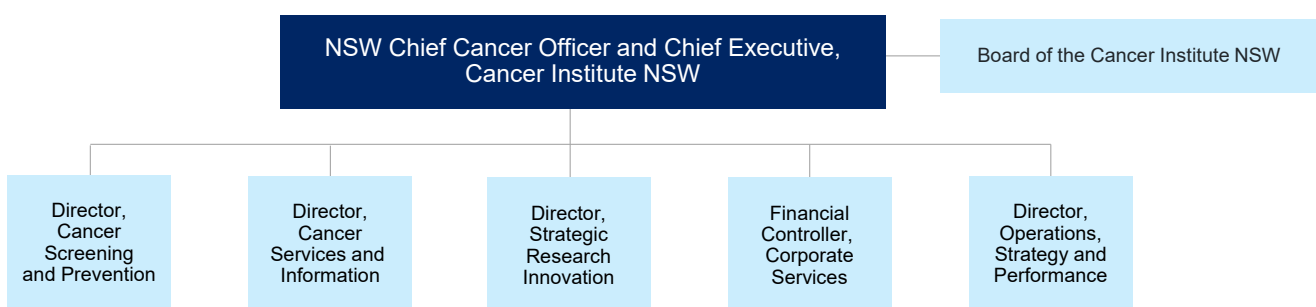 NSW Chief Cancer Officer and Chief Executive,
Cancer Institute NSW
Board of the Cancer Institute NSW
Director,
Cancer
Screening
and Prevention
Director,
Cancer
Services and
Information
Director,
Strategic
Research
Innovation
Financial
Controller,
Corporate
Services
Director,
Operations,
Strategy and
Performance